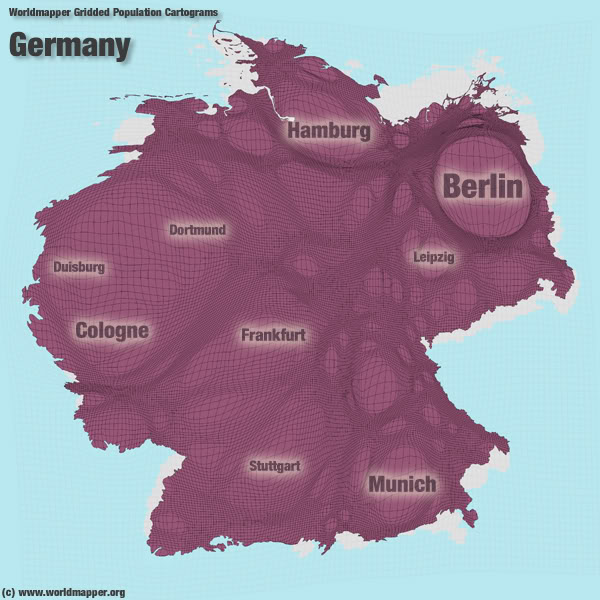 Worldmapper Gridded Population Cartograms
Germany
Hamburg
Berlin
Dortmund
Leipzig
Duisburg
Cologne
Frankfurt
Stuttgart
Munich
(c) www.worldmapper.org